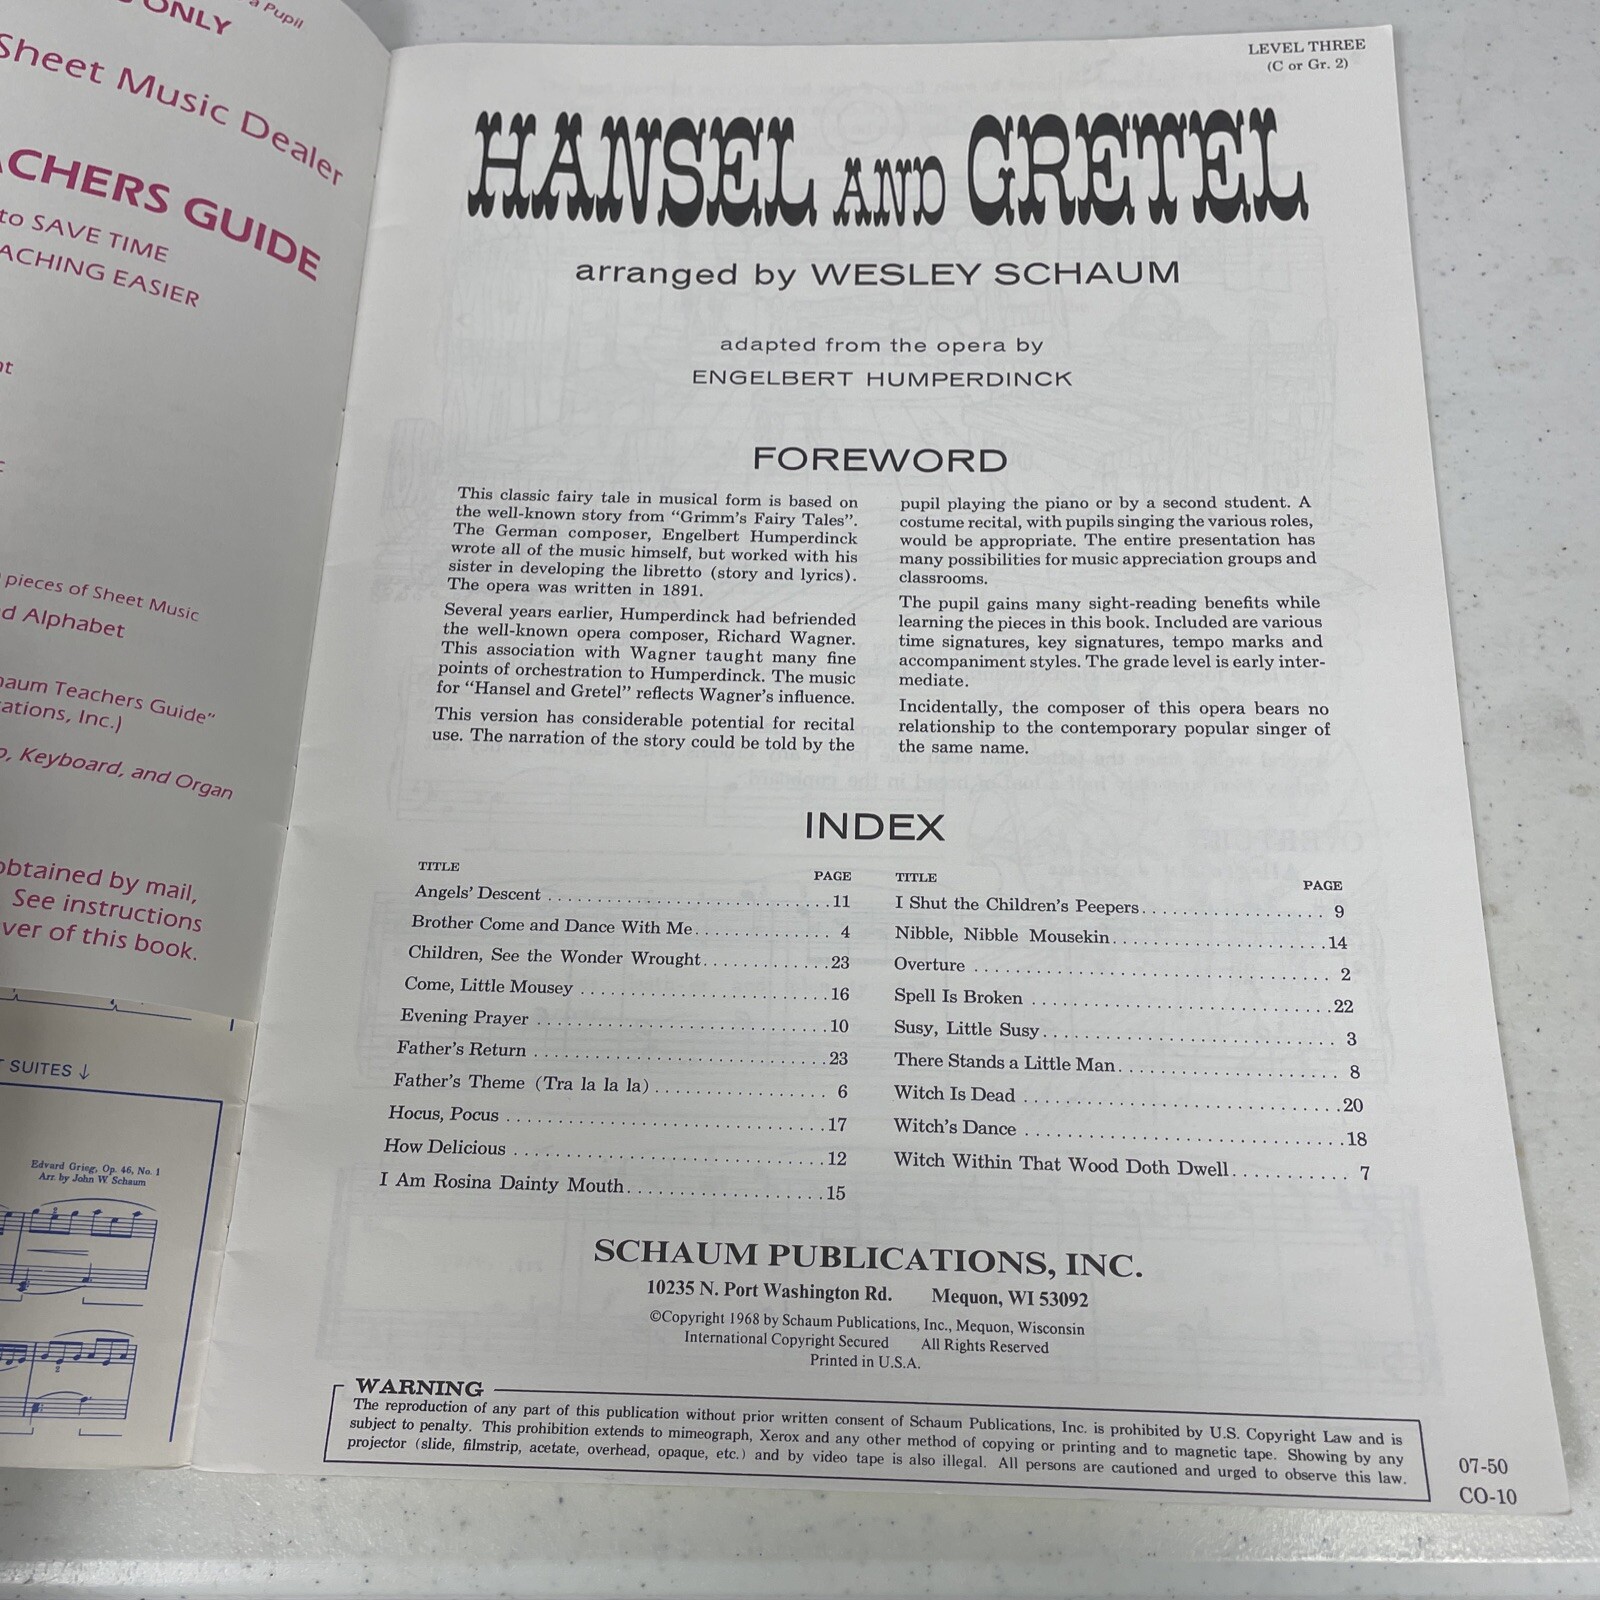 a Pupil
ONLY
Sheet Music Dealer
ACHERS GUIDE
to SAVE TIME
ACHING EASIER
pieces of Sheet Music
d Alphabet
haum Teachers Guide"
ations, Inc.)
o, Keyboard, and Organ
obtained by mail,
See instructions
ver of this book.
SUITES ↓
Edvard Grieg, Op. 46, No. 1
Arr. by John W. Schaum
LEVEL THREE
(C or Gr. 2)
HANSEL AND GRETEL
arranged by WESLEY SCHAUM
adapted from the opera by
ENGELBERT HUMPERDINCK
FOREWORD
This classic fairy tale in musical form is based on
the well-known story from "Grimm's Fairy Tales".
The German composer, Engelbert Humperdinck
wrote all of the music himself, but worked with his
sister in developing the libretto (story and lyrics).
The opera was written in 1891.
Several years earlier, Humperdinck had befriended
the well-known opera composer, Richard Wagner.
This association with Wagner taught many fine
points of orchestration to Humperdinck. The music
for "Hansel and Gretel" reflects Wagner's influence.
This version has considerable potential for recital
use. The narration of the story could be told by the
pupil playing the piano or by a second student. A
costume recital, with pupils singing the various roles,
would be appropriate. The entire presentation has
many possibilities for music appreciation groups and
classrooms.
The pupil gains many sight-reading benefits while
learning the pieces in this book. Included are various
time signatures, key signatures, tempo marks and
accompaniment styles. The grade level is early inter-
mediate.
Incidentally, the composer of this opera bears no
relationship to the contemporary popular singer of
the same name.
INDEX
TITLE PAGE
Angels' Descent 11
Brother Come and Dance With Me 4
Children, See the Wonder Wrought 23
Come, Little Mousey 16
Evening Prayer 10
Father's Return 23
Father's Theme (Tra la la la) 6
Hocus, Pocus 17
How Delicious 12
I Am Rosina Dainty Mouth 15
TITLE PAGE
I Shut the Children's Peepers 9
Nibble, Nibble Mousekin 14
Overture 2
Spell Is Broken 22
Susy, Little Susy 3
There Stands a Little Man 8
Witch Is Dead 20
Witch's Dance 18
Witch Within That Wood Doth Dwell 7
SCHAUM PUBLICATIONS, INC.
10235 N. Port Washington Rd. Mequon, WI 53092
©Copyright 1968 by Schaum Publications, Inc., Mequon, Wisconsin
International Copyright Secured All Rights Reserved
Printed in U.S.A.
WARNING
The reproduction of any part of this publication without prior written consent of Schaum Publications, Inc. is prohibited by U.S. Copyright Law and is
subject to penalty. This prohibition extends to mimeograph, Xerox and any other method of copying or printing and to magnetic tape. Showing by any
projector (slide, filmstrip, acetate, overhead, opaque, etc.) and by video tape is also illegal. All persons are cautioned and urged to observe this law.
07-50
CO-10